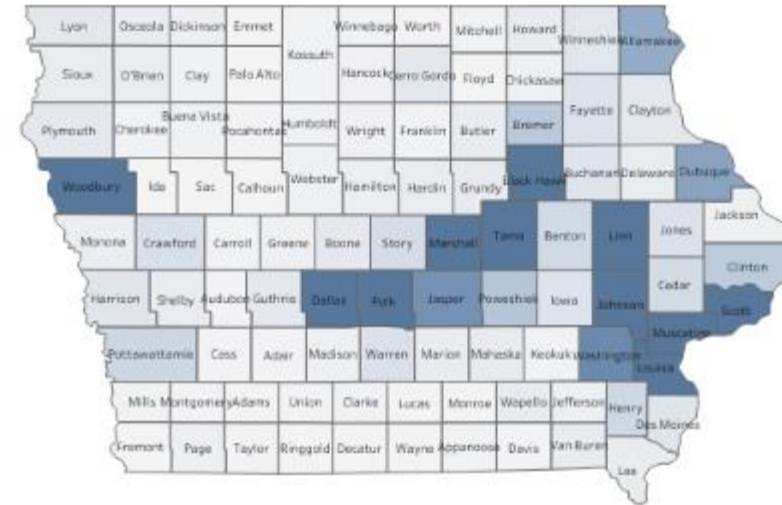 Lyon Osceola Dickinson Emmet Winnebago Worth Mitchell Howard Winneshiek Allamakee
Kossuth
Sioux O'Brien Clay Palo Alto Hancock Cerro Gordo Floyd Chickasaw
Plymouth Cherokee Buena Vista Pocahontas Humboldt Wright Franklin Butler Bremer Fayette Clayton
Woodbury Ida Sac Calhoun Webster Hamilton Hardin Grundy Black Hawk Buchanan Delaware Dubuque
Monona Crawford Carroll Greene Boone Story Marshall Tama Benton Linn Jones Jackson
Harrison Shelby Audubon Guthrie Dallas Polk Jasper Poweshiek Iowa Johnson Cedar Clinton
Scott
Muscatine
Pottawattamie Cass Adair Madison Warren Marion Mahaska Keokuk Washington Louisa
Mills Montgomery Adams Union Clarke Lucas Monroe Wapello Jefferson Henry Des Moines
Fremont Page Taylor Ringgold Decatur Wayne Appanoose Davis Van Buren
Lee